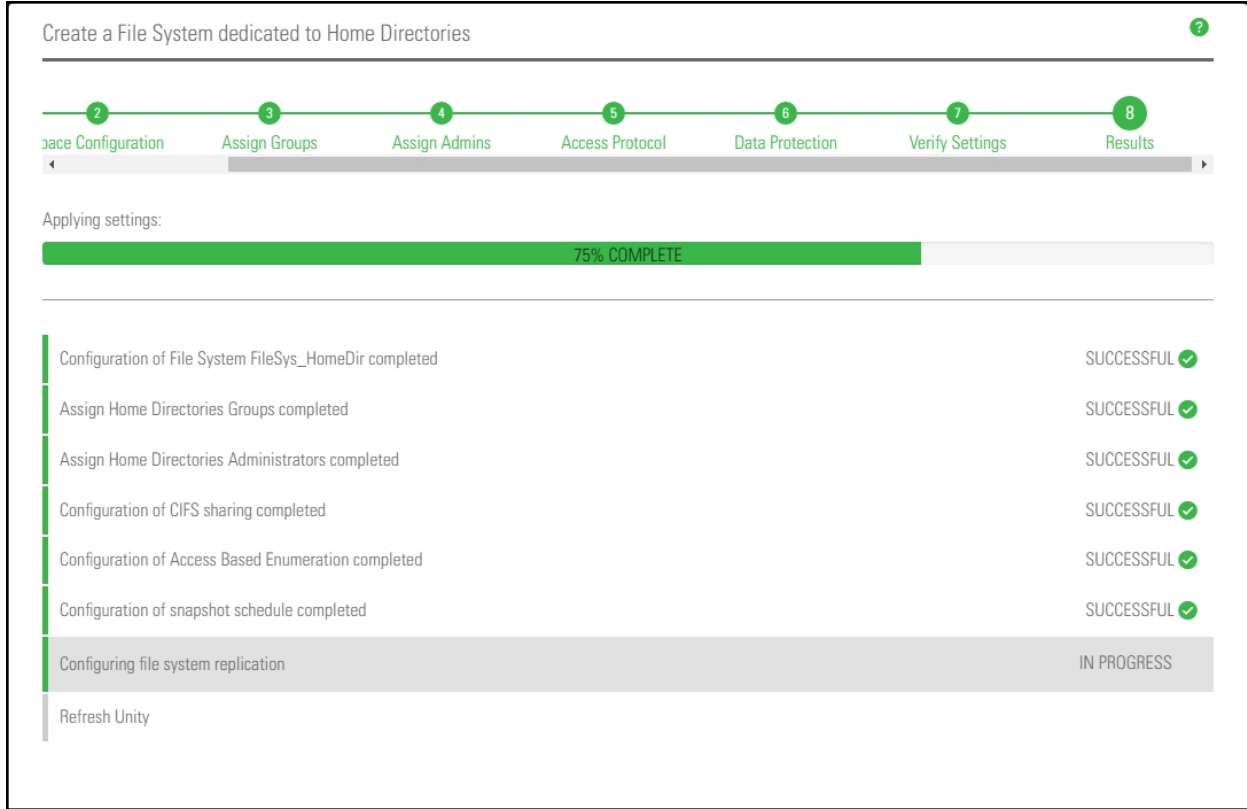 Create a File System dedicated to Home Directories
?
2 3 4 5 6 7 8
pace Configuration Assign Groups Assign Admins Access Protocol Data Protection Verify Settings Results
Applying settings:
75% COMPLETE
Configuration of File System FileSys_HomeDir completed SUCCESSFUL
Assign Home Directories Groups completed SUCCESSFUL
Assign Home Directories Administrators completed SUCCESSFUL
Configuration of CIFS sharing completed SUCCESSFUL
Configuration of Access Based Enumeration completed SUCCESSFUL
Configuration of snapshot schedule completed SUCCESSFUL
Configuring file system replication IN PROGRESS
Refresh Unity